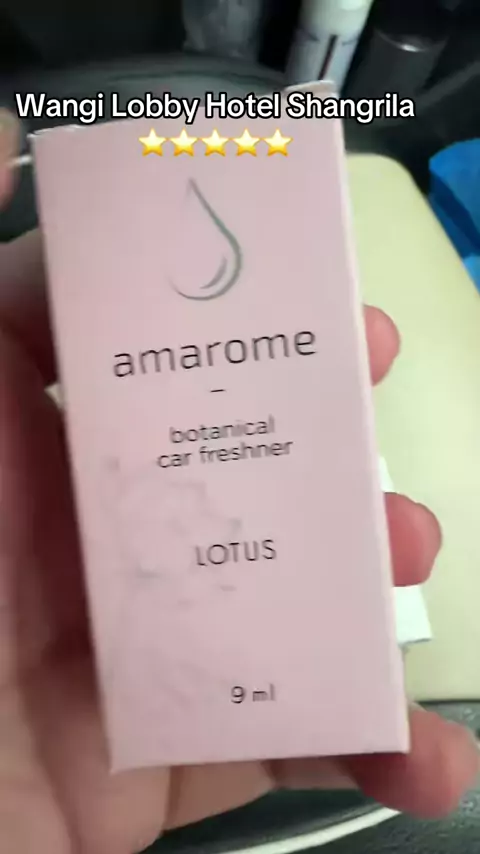 Wangi Lobby Hotel Shangrila
⭐⭐⭐⭐⭐
amarome
–
botanical
car freshner
LOTUS
9 ml